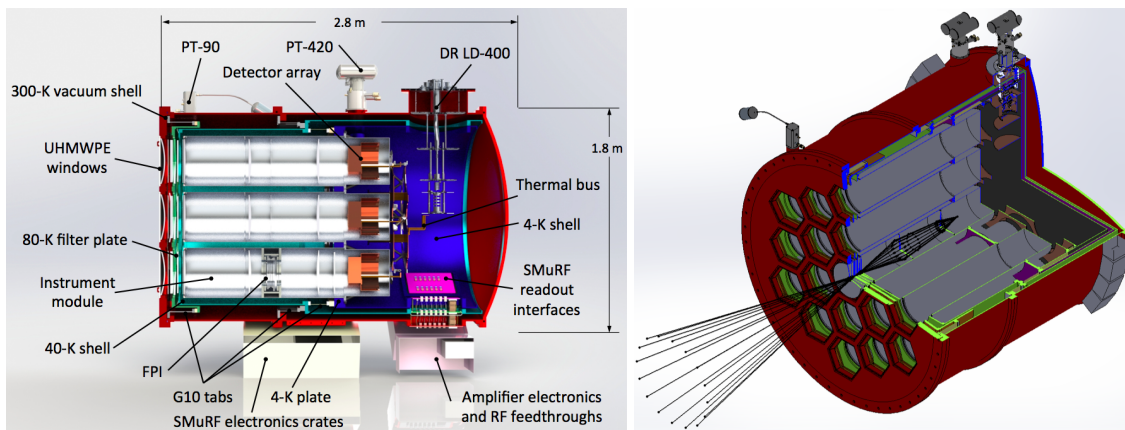 2.8 m
PT-90
PT-420
DR LD-400
Detector array
300-K vacuum shell
UHMWPE
windows
1.8 m
Thermal bus
4-K shell
80-K filter plate
Instrument
module
SMuRF
readout
interfaces
40-K shell
FPI
G10 tabs
4-K plate
SMuRF electronics crates
Amplifier electronics
and RF feedthroughs